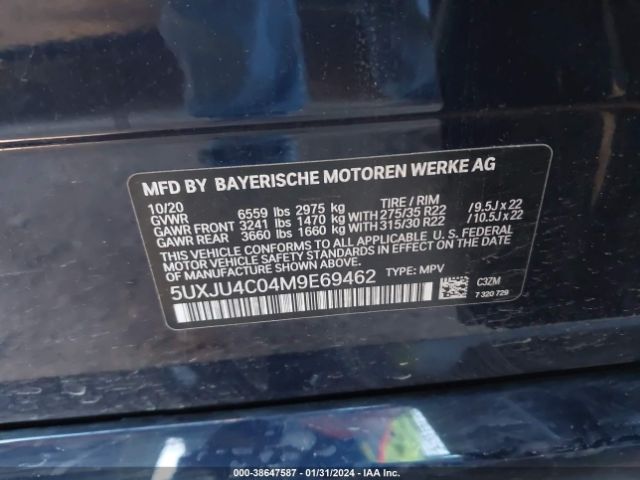 MFD BY BAYERISCHE MOTOREN WERKE AG
10/20 TIRE / RIM
GVWR 6559 lbs 2975 kg
GAWR FRONT 3241 lbs 1470 kg WITH 275/35 R22 / 9.5J x 22
GAWR REAR 3660 lbs 1660 kg WITH 315/30 R22 / 10.5J x 22
THIS VEHICLE CONFORMS TO ALL APPLICABLE U.S. FEDERAL
MOTOR VEHICLE SAFETY STANDARDS IN EFFECT ON THE
DATE OF MANUFACTURE SHOWN ABOVE.
5UXJU4C04M9E69462 TYPE: MPV
C3ZM
7 320 729
000-38647587 - 01/31/2024 - IAA Inc.